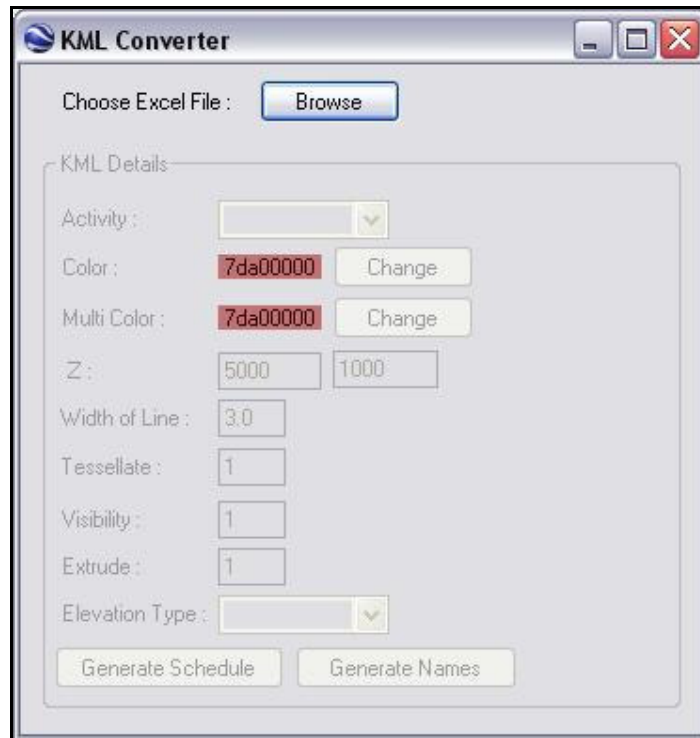 KML Converter
Choose Excel File : Browse
KML Details
Activity :
Color : 7da00000 Change
Multi Color : 7da00000 Change
Z : 5000 1000
Width of Line : 3.0
Tessellate : 1
Visibility : 1
Extrude : 1
Elevation Type :
Generate Schedule Generate Names